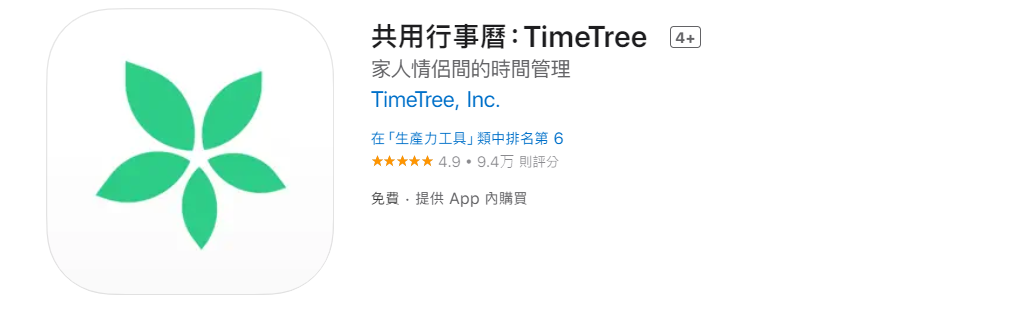 共用行事曆：TimeTree 4+
家人情侶間的時間管理
TimeTree, Inc.
在「生產力工具」類中排名第 6
★★★★★ 4.9 • 9.4萬 則評分
免費 · 提供 App 內購買